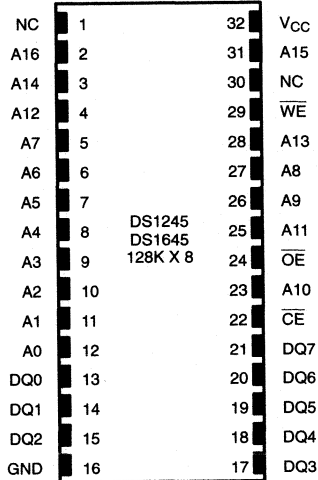 NC 1 32 VCC
A16 2 31 A15
A14 3 30 NC
A12 4 29 W̅E̅
A7 5 28 A13
A6 6 27 A8
A5 7 26 A9
A4 8 25 A11
DS1245
DS1645
128K X 8
A3 9 24 O̅E̅
A2 10 23 A10
A1 11 22 C̅E̅
A0 12 21 DQ7
DQ0 13 20 DQ6
DQ1 14 19 DQ5
DQ2 15 18 DQ4
GND 16 17 DQ3